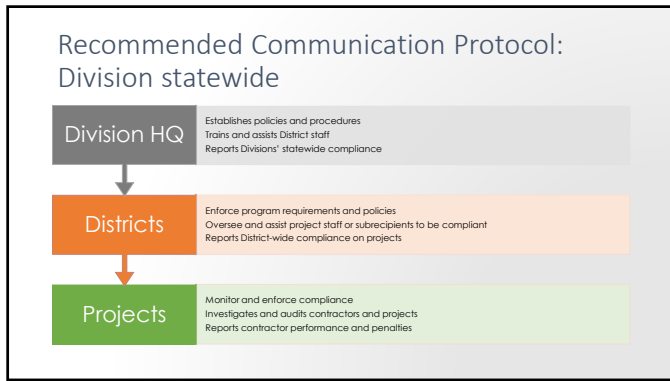 Recommended Communication Protocol:
Division statewide
Division HQ
Establishes policies and procedures
Trains and assists District staff
Reports Divisions' statewide compliance
Districts
Enforce program requirements and policies
Oversee and assist project staff or subrecipients to be compliant
Reports District-wide compliance on projects
Projects
Monitor and enforce compliance
Investigates and audits contractors and projects
Reports contractor performance and penalties